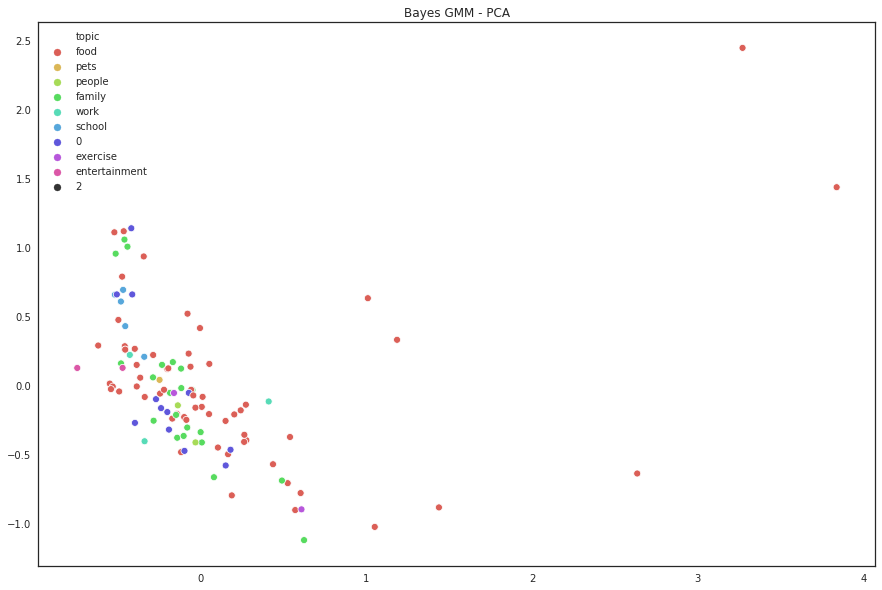 Bayes GMM - PCA
topic
food
pets
people
family
work
school
0
exercise
entertainment
2
2.5
2.0
1.5
1.0
0.5
0.0
−0.5
−1.0
0 1 2 3 4